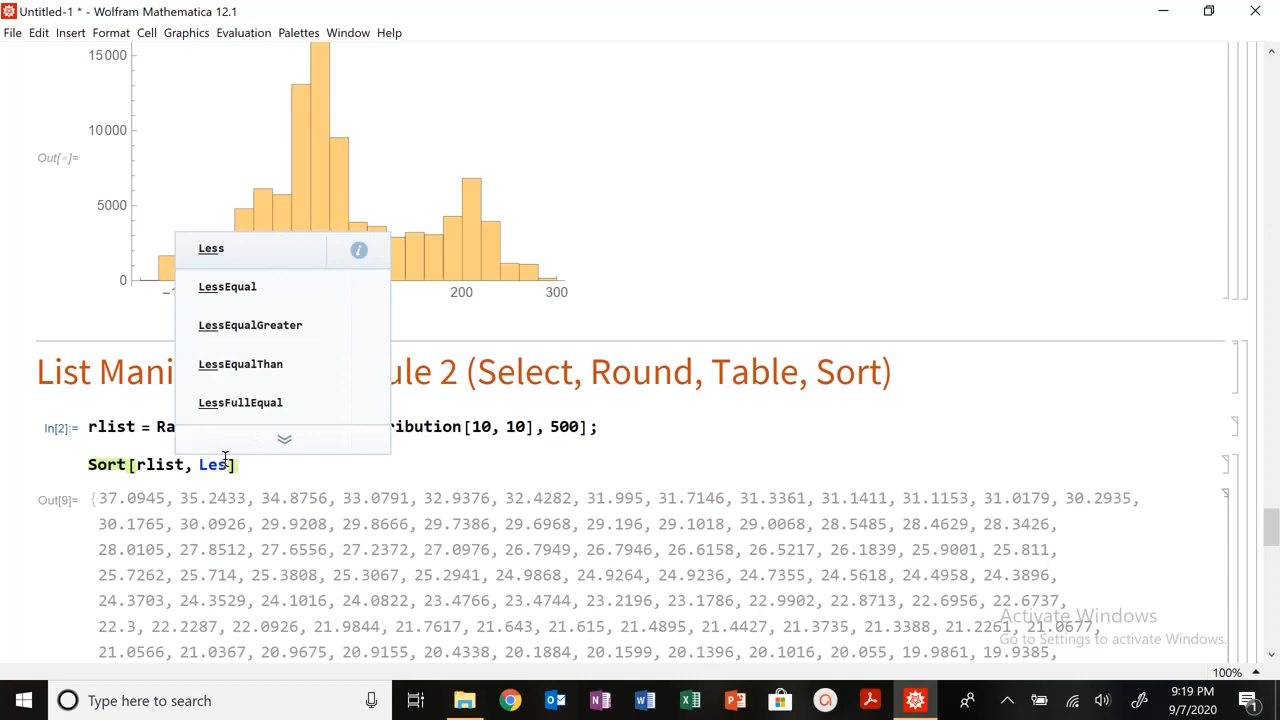 Untitled-1 * - Wolfram Mathematica 12.1
File Edit Insert Format Cell Graphics Evaluation Palettes Window Help
15000
10000
Out[◦]=
5000
0
200
300
Less
LessEqual
LessEqualGreater
LessEqualThan
LessFullEqual
List Mani ule 2 (Select, Round, Table, Sort)
In[2]:= rlist = Ra ribution[10, 10], 500];
Sort[rlist, Les]
Out[9]= {37.0945, 35.2433, 34.8756, 33.0791, 32.9376, 32.4282, 31.995, 31.7146, 31.3361, 31.1411, 31.1153, 31.0179, 30.2935,
30.1765, 30.0926, 29.9208, 29.8666, 29.7386, 29.6968, 29.196, 29.1018, 29.0068, 28.5485, 28.4629, 28.3426,
28.0105, 27.8512, 27.6556, 27.2372, 27.0976, 26.7949, 26.7946, 26.6158, 26.5217, 26.1839, 25.9001, 25.811,
25.7262, 25.714, 25.3808, 25.3067, 25.2941, 24.9868, 24.9264, 24.9236, 24.7355, 24.5618, 24.4958, 24.3896,
24.3703, 24.3529, 24.1016, 24.0822, 23.4766, 23.4744, 23.2196, 23.1786, 22.9902, 22.8713, 22.6956, 22.6737,
22.3, 22.2287, 22.0926, 21.9844, 21.7617, 21.643, 21.615, 21.4895, 21.4427, 21.3735, 21.3388, 21.2261, 21.0677,
21.0566, 21.0367, 20.9675, 20.9155, 20.4338, 20.1884, 20.1599, 20.1396, 20.1016, 20.055, 19.9861, 19.9385,
Activate Windows
Go to Settings to activate Windows.
100%
Type here to search
9:19 PM
9/7/2020
1